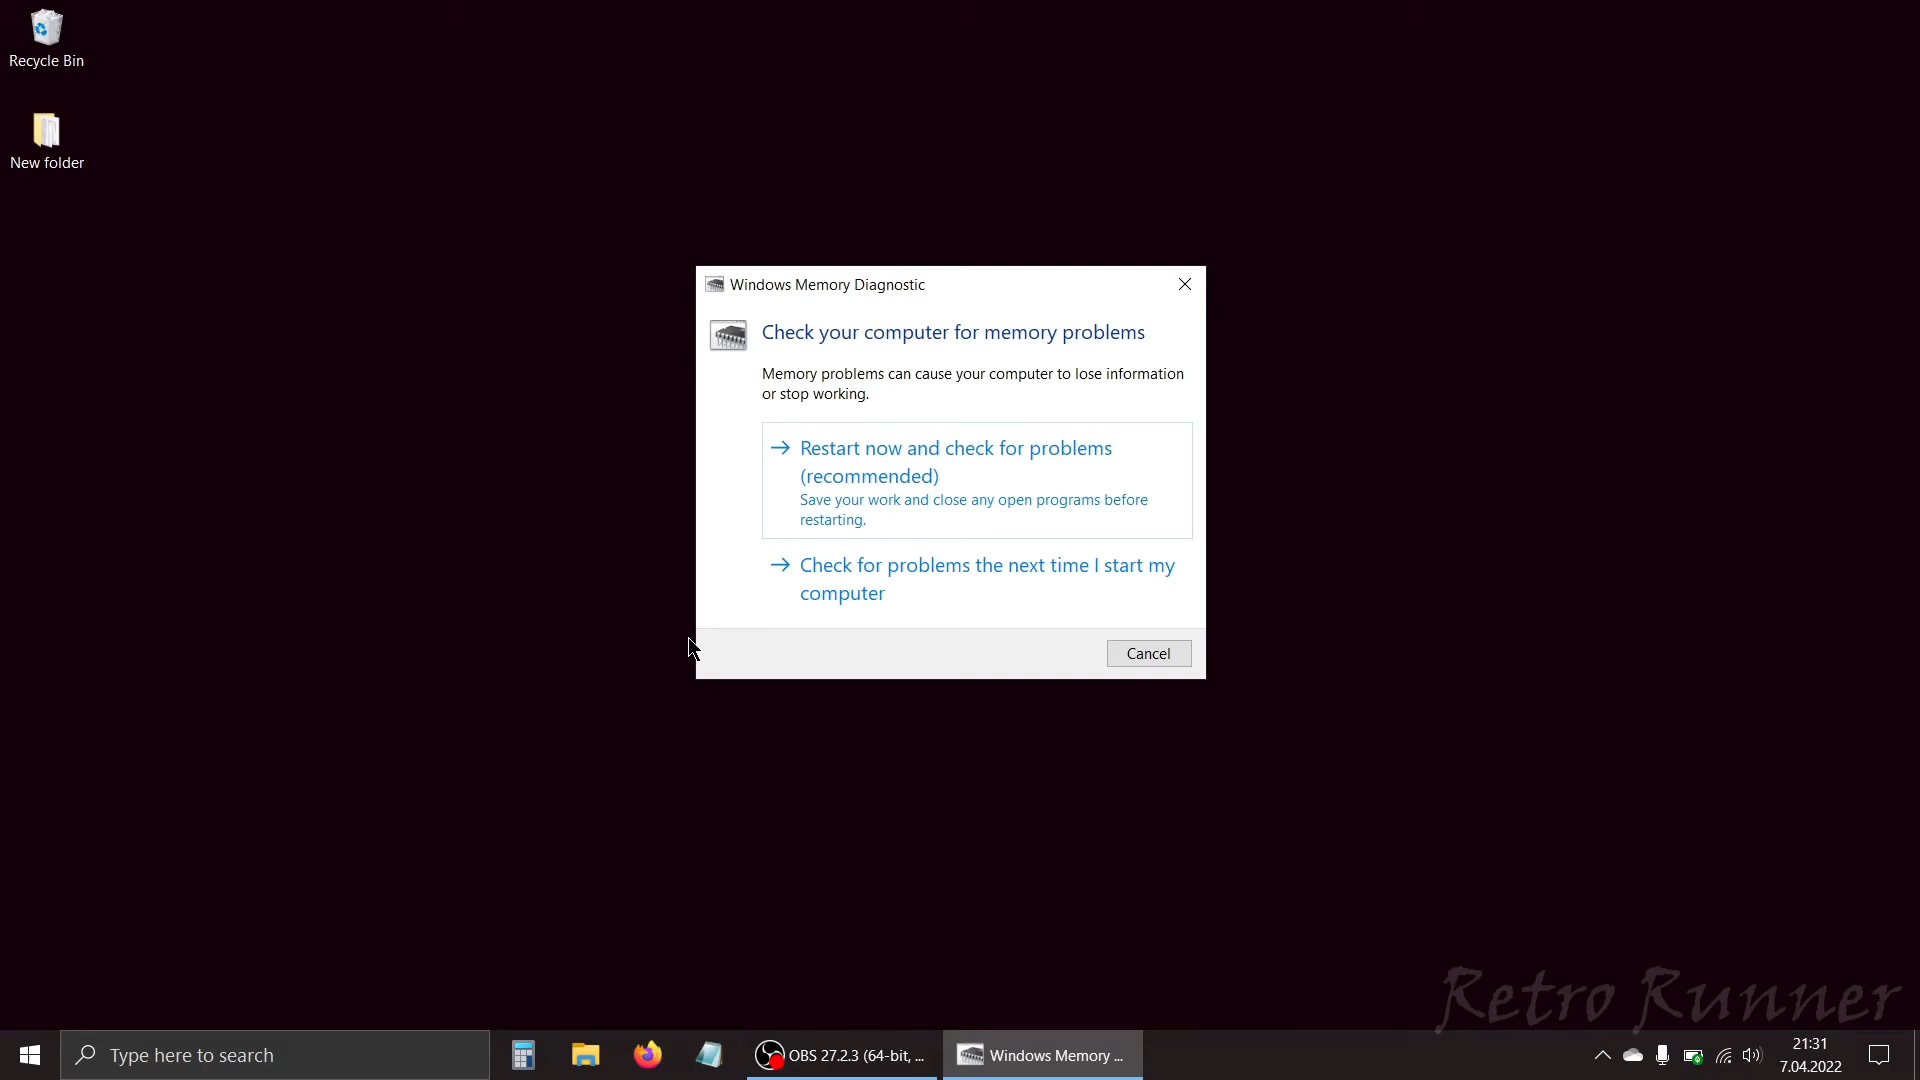 Recycle Bin
New folder
Windows Memory Diagnostic
Check your computer for memory problems
Memory problems can cause your computer to lose information
or stop working.
Restart now and check for problems
(recommended)
Save your work and close any open programs before
restarting.
Check for problems the next time I start my
computer
Cancel
Retro Runner
Type here to search
OBS 27.2.3 (64-bit, ...
Windows Memory ...
21:31
7.04.2022